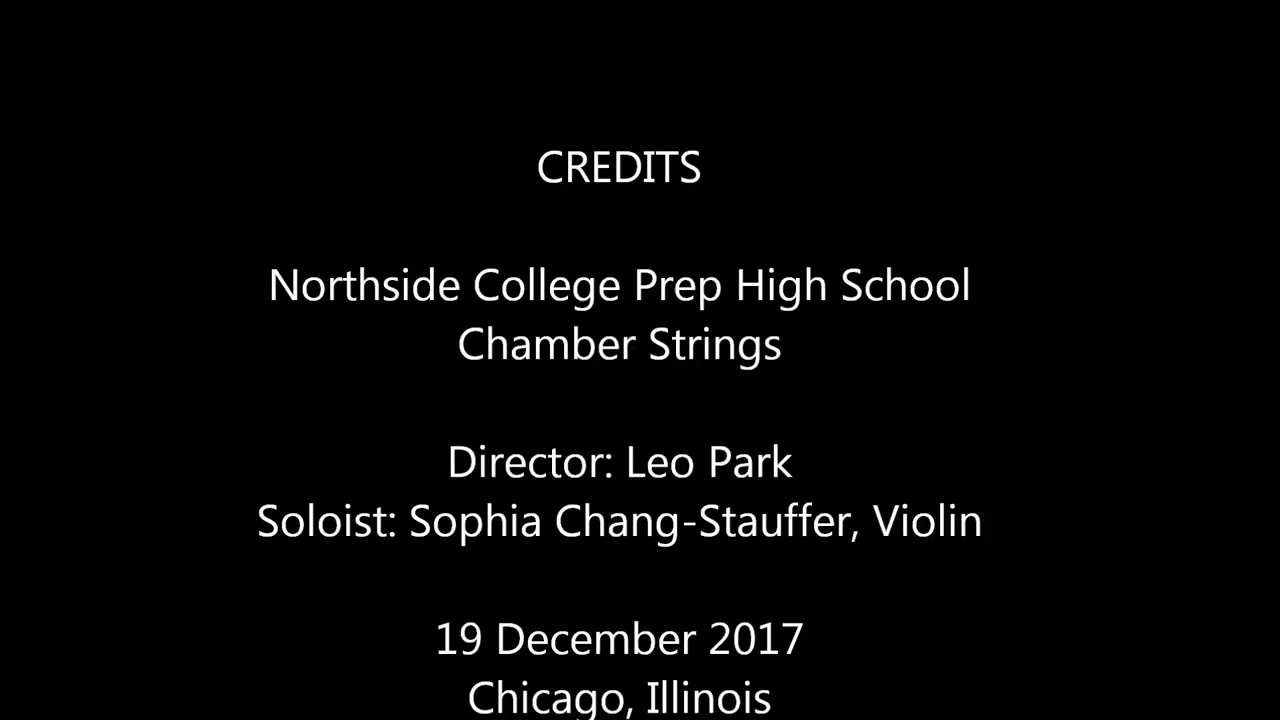 CREDITS
Northside College Prep High School
Chamber Strings
Director: Leo Park
Soloist: Sophia Chang-Stauffer, Violin
19 December 2017
Chicago, Illinois